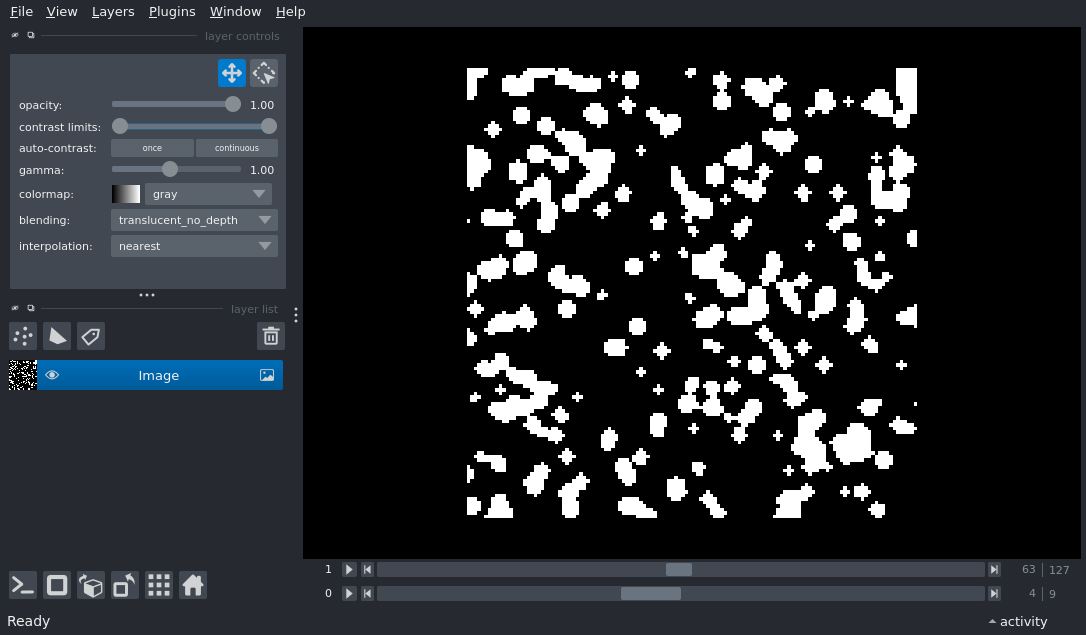 File View Layers Plugins Window Help
layer controls
opacity: 1.00
contrast limits:
auto-contrast: once continuous
gamma: 1.00
colormap: gray
blending: translucent_no_depth
interpolation: nearest
layer list
Image
1 63 127
0 4 9
Ready activity